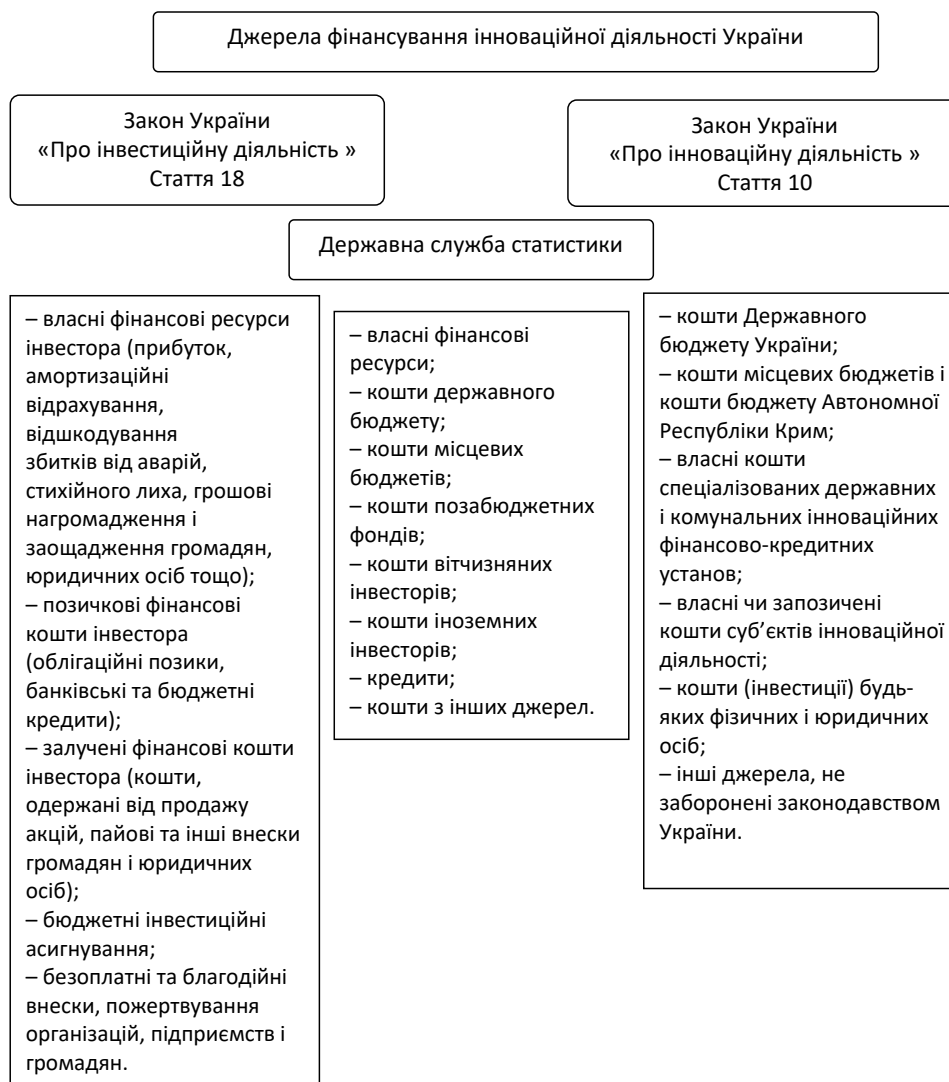 Джерела фінансування інноваційної діяльності України
Закон України
«Про інвестиційну діяльність »
Стаття 18
Закон України
«Про інноваційну діяльність »
Стаття 10
Державна служба статистики
– власні фінансові ресурси
інвестора (прибуток,
амортизаційні
відрахування,
відшкодування
збитків від аварій,
стихійного лиха, грошові
нагромадження і
заощадження громадян,
юридичних осіб тощо);
– позичкові фінансові
кошти інвестора
(облігаційні позики,
банківські та бюджетні
кредити);
– залучені фінансові кошти
інвестора (кошти,
одержані від продажу
акцій, пайові та інші внески
громадян і юридичних
осіб);
– бюджетні інвестиційні
асигнування;
– безоплатні та благодійні
внески, пожертвування
організацій, підприємств і
громадян.
– власні фінансові
ресурси;
– кошти державного
бюджету;
– кошти місцевих
бюджетів;
– кошти позабюджетних
фондів;
– кошти вітчизняних
інвесторів;
– кошти іноземних
інвесторів;
– кредити;
– кошти з інших джерел.
– кошти Державного
бюджету України;
– кошти місцевих бюджетів і
кошти бюджету Автономної
Республіки Крим;
– власні кошти
спеціалізованих державних
і комунальних інноваційних
фінансово-кредитних
установ;
– власні чи запозичені
кошти суб’єктів інноваційної
діяльності;
– кошти (інвестиції) будь-
яких фізичних і юридичних
осіб;
– інші джерела, не
заборонені законодавством
України.